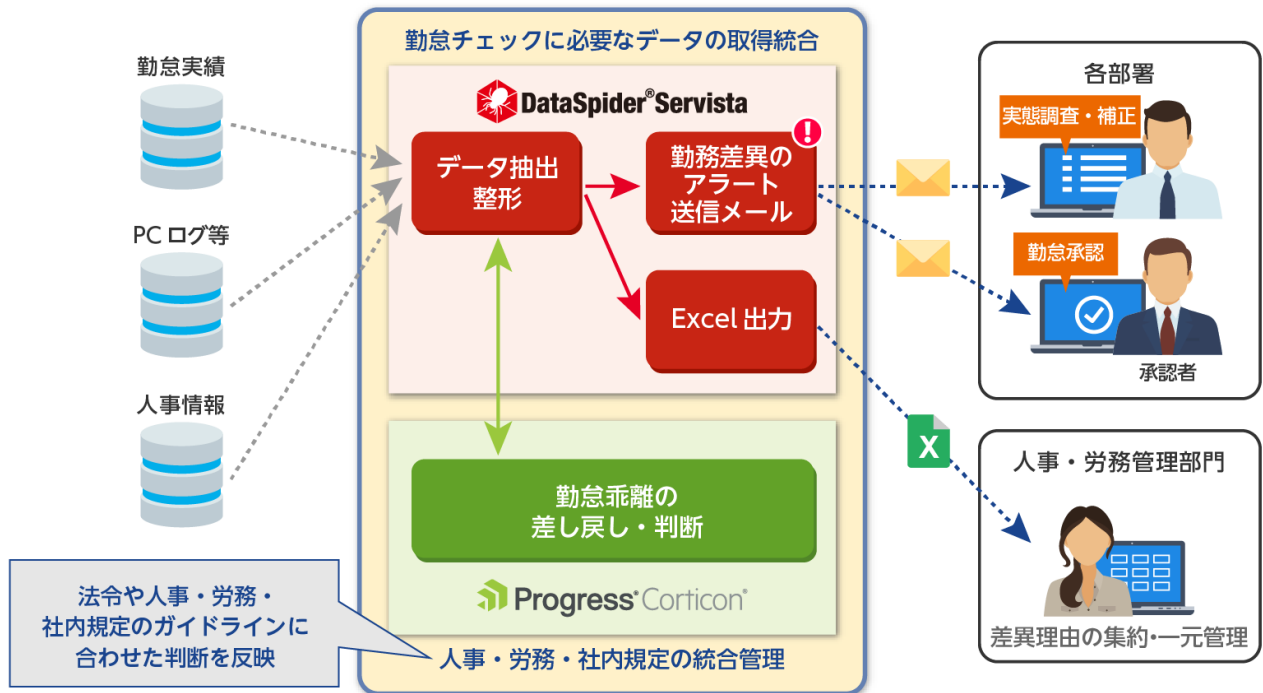 勤怠実績
PCログ等
人事情報
勤怠チェックに必要なデータの取得統合
DataSpider® Servista
データ抽出
整形
勤務差異の
アラート
送信メール
!
Excel 出力
勤怠乖離の
差し戻し・判断
Progress® Corticon®
人事・労務・社内規定の統合管理
法令や人事・労務・
社内規定のガイドラインに
合わせた判断を反映
各部署
実態調査・補正
勤怠承認
承認者
X
人事・労務管理部門
差異理由の集約・一元管理